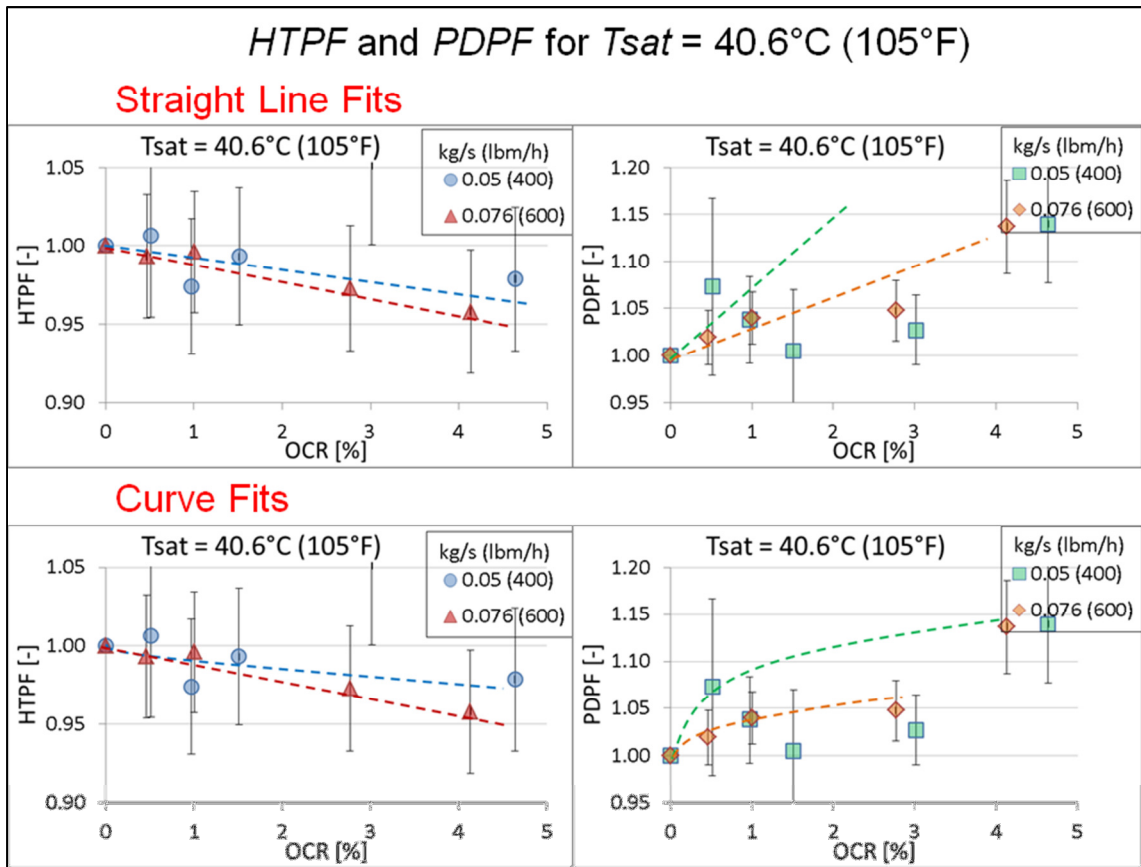 HTPF and PDPF for Tsat = 40.6°C (105°F)
Straight Line Fits
Tsat = 40.6°C (105°F)
kg/s (lbm/h)
0.05 (400)
0.076 (600)
HTPF [-]
1.05
1.00
0.95
0.90
0 1 2 3 4 5
OCR [%]
Tsat = 40.6°C (105°F)
kg/s (lbm/h)
0.05 (400)
0.076 (600)
PDPF [-]
1.20
1.15
1.10
1.05
1.00
0.95
0 1 2 3 4 5
OCR [%]
Curve Fits
Tsat = 40.6°C (105°F)
kg/s (lbm/h)
0.05 (400)
0.076 (600)
HTPF [-]
1.05
1.00
0.95
0.90
0 1 2 3 4 5
OCR [%]
Tsat = 40.6°C (105°F)
kg/s (lbm/h)
0.05 (400)
0.076 (600)
PDPF [-]
1.20
1.15
1.10
1.05
1.00
0.95
0 1 2 3 4 5
OCR [%]